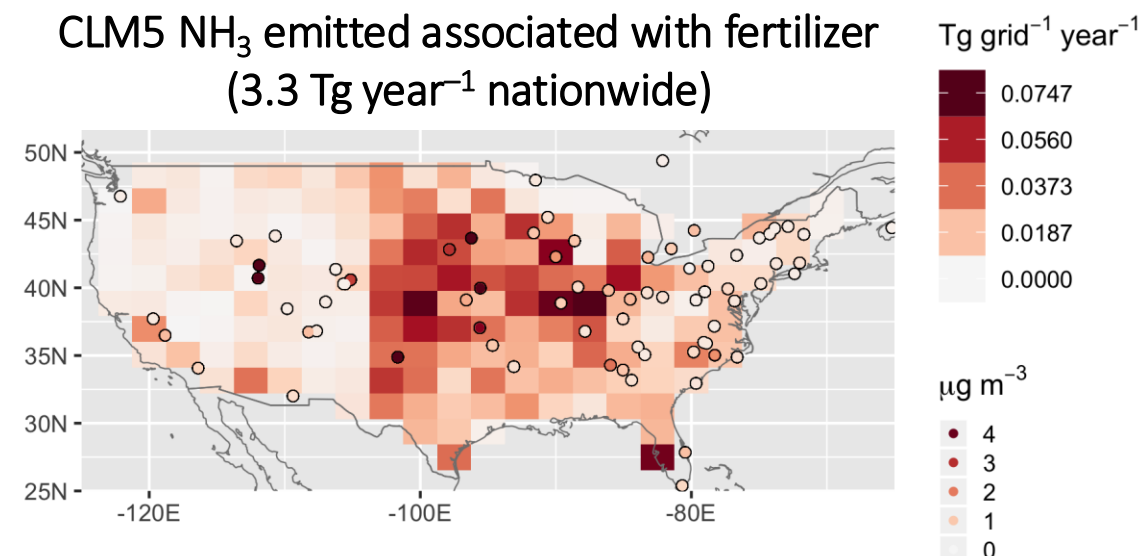 CLM5 NH₃ emitted associated with fertilizer
(3.3 Tg year⁻¹ nationwide)
Tg grid⁻¹ year⁻¹
0.0747
0.0560
0.0373
0.0187
0.0000
50N
45N
40N
35N
30N
25N
-120E
-100E
-80E
μg m⁻³
4
3
2
1
0